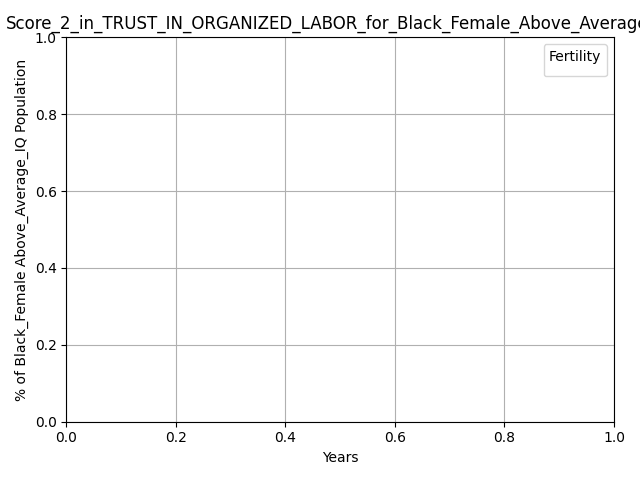 Score_2_in_TRUST_IN_ORGANIZED_LABOR_for_Black_Female_Above_Average
Fertility
% of Black_Female Above_Average_IQ Population
1.0
0.8
0.6
0.4
0.2
0.0
0.0 0.2 0.4 0.6 0.8 1.0
Years